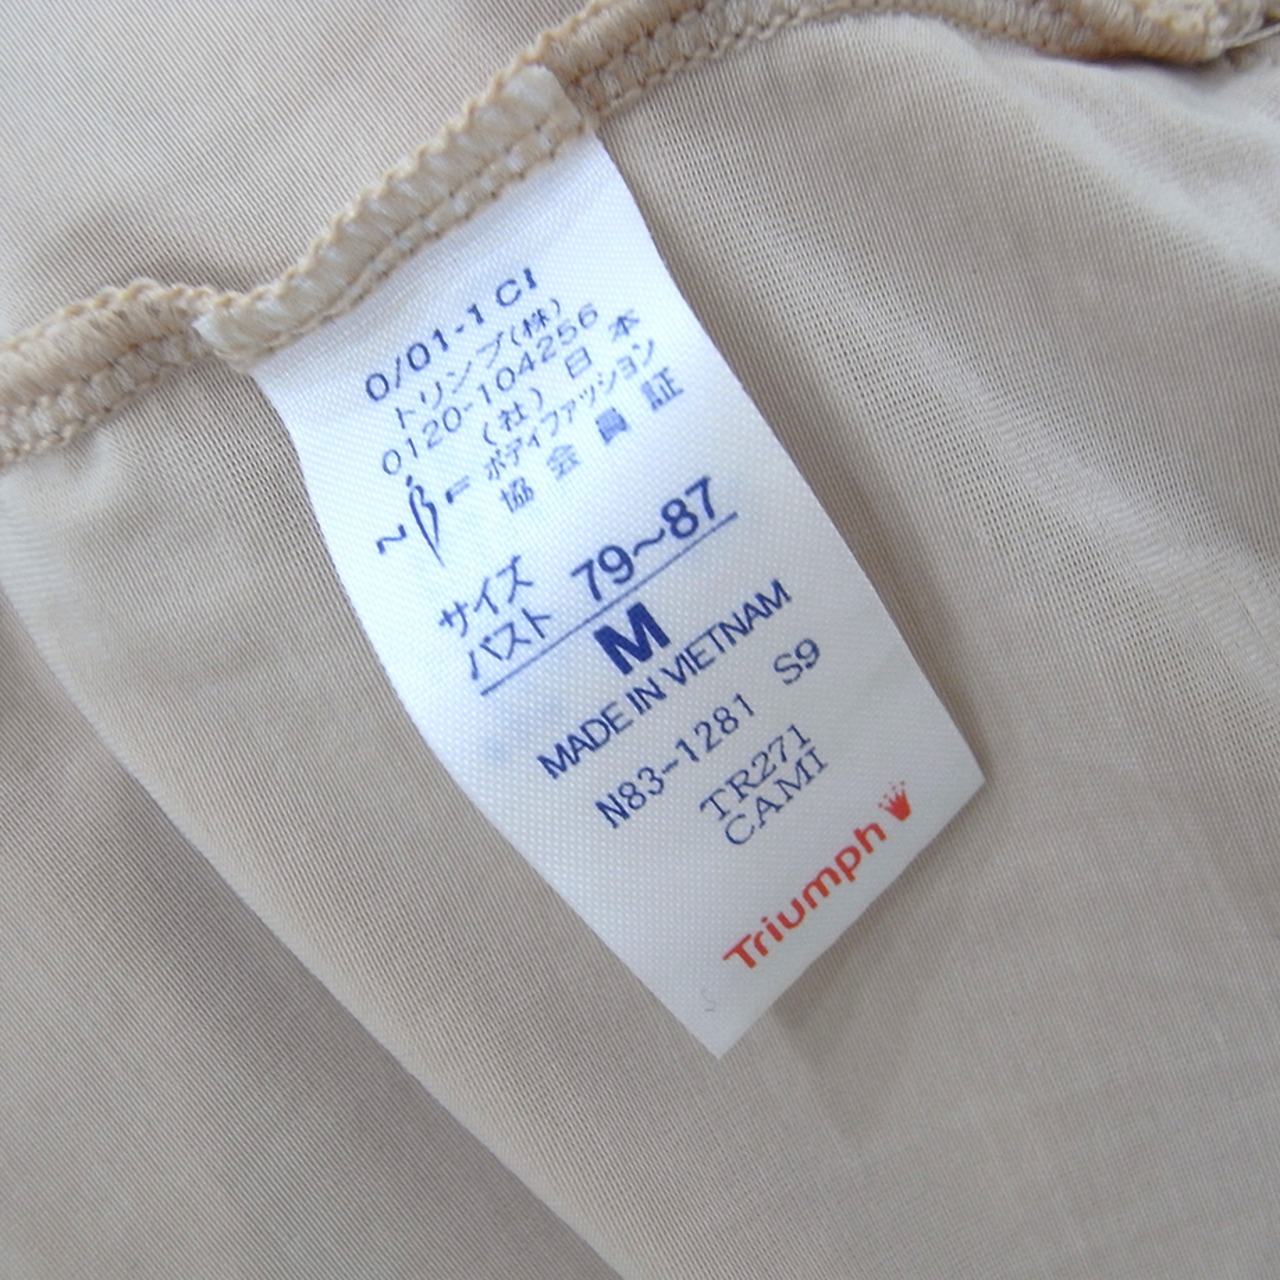 0/01-1 CI
トリンプ(株)
0120-104256
(社) 日本
NBF ボディファッション
協会員証
サイズ
バスト 79~87
M
MADE IN VIETNAM
N83-1281 S9
TR271
CAMI
Triumph